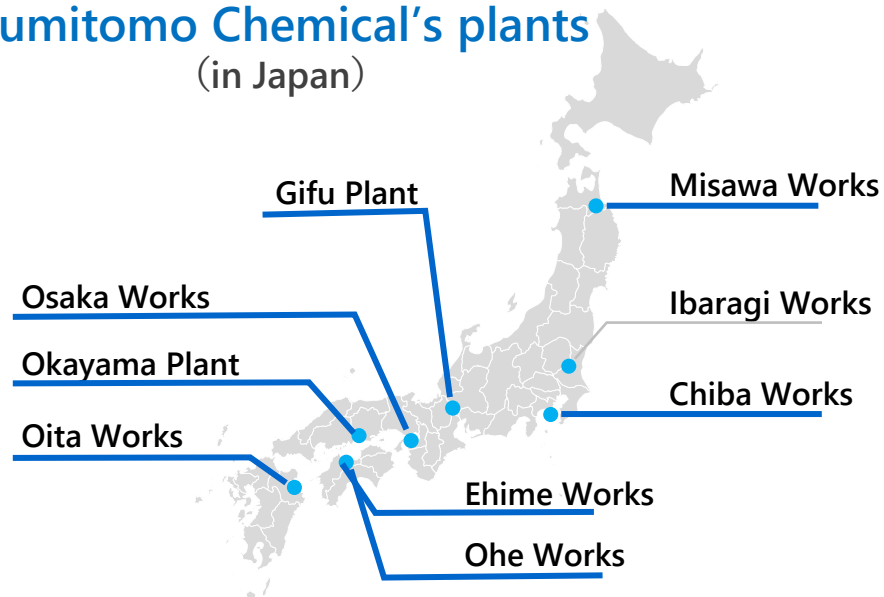 umitomo Chemical’s plants
（in Japan）
Gifu Plant
Misawa Works
Osaka Works
Ibaragi Works
Okayama Plant
Chiba Works
Oita Works
Ehime Works
Ohe Works